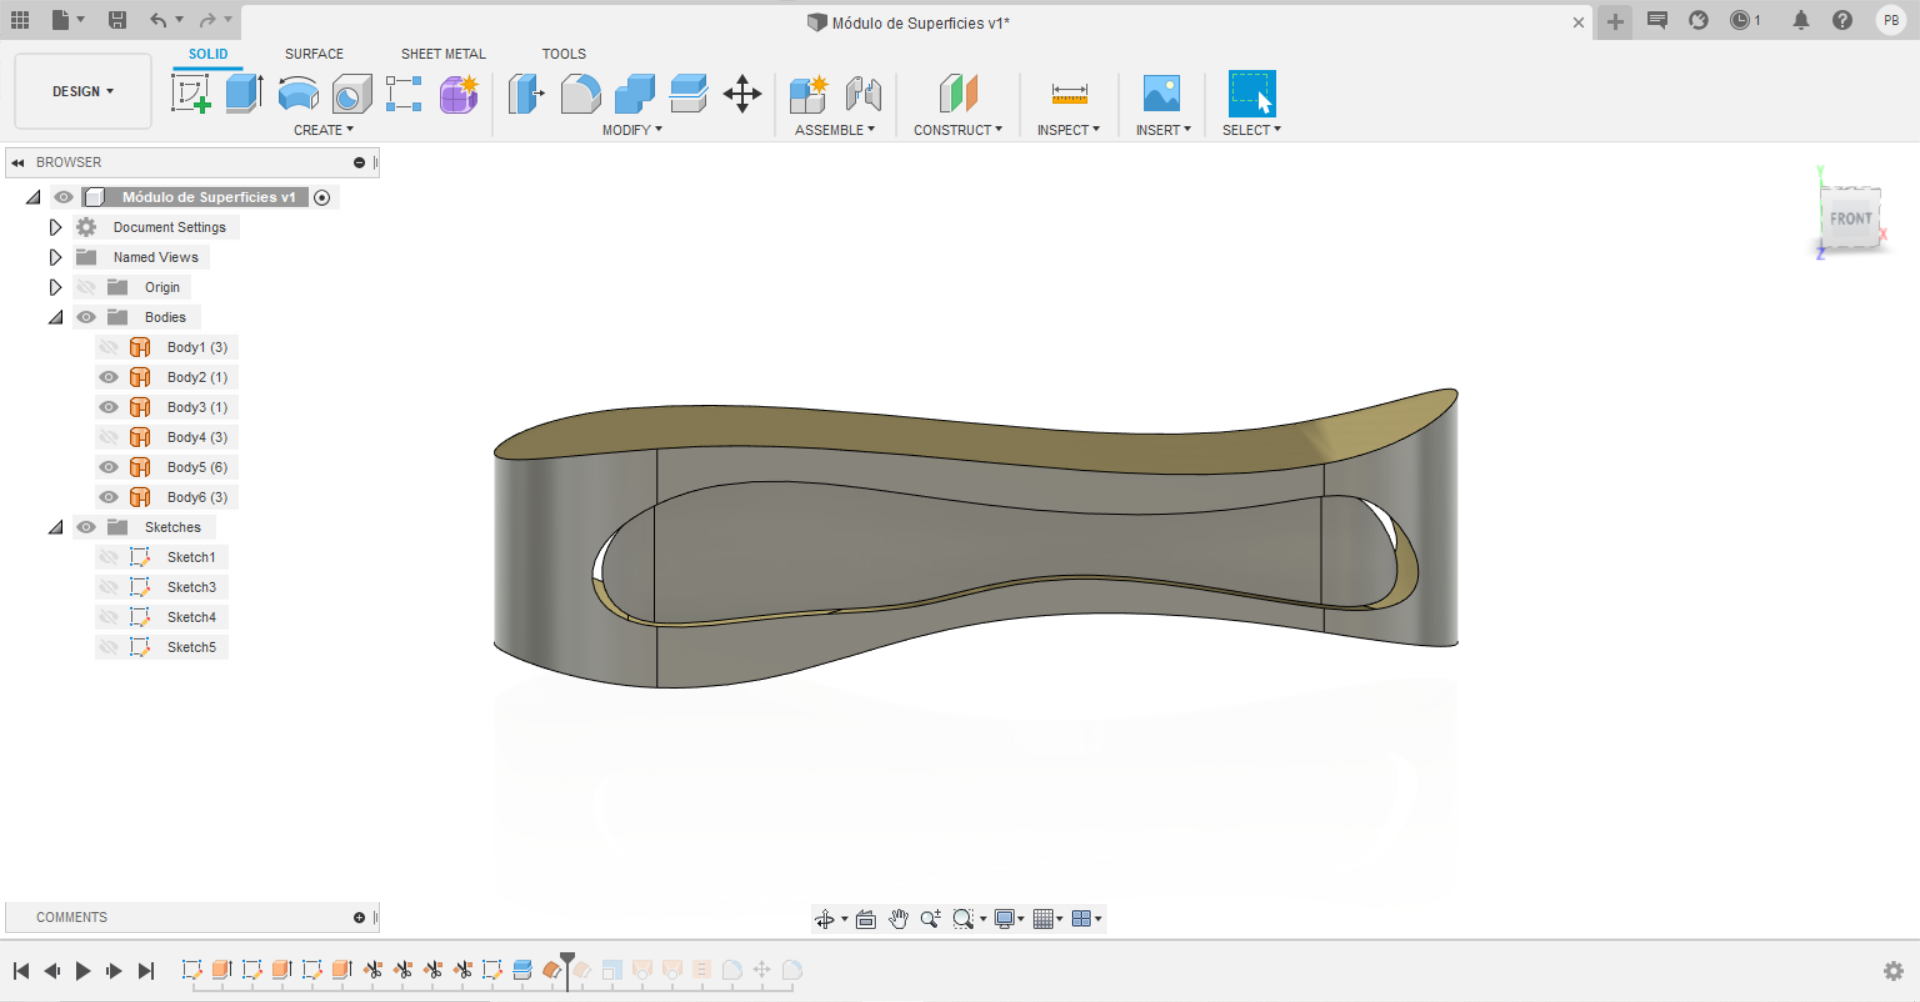 Módulo de Superficies v1*
1
PB
DESIGN
SOLID
SURFACE
SHEET METAL
TOOLS
CREATE
MODIFY
ASSEMBLE
CONSTRUCT
INSPECT
INSERT
SELECT
BROWSER
Módulo de Superficies v1
Document Settings
Named Views
Origin
Bodies
Body1 (3)
Body2 (1)
Body3 (1)
Body4 (3)
Body5 (6)
Body6 (3)
Sketches
Sketch1
Sketch3
Sketch4
Sketch5
Y
FRONT
X
Z
COMMENTS